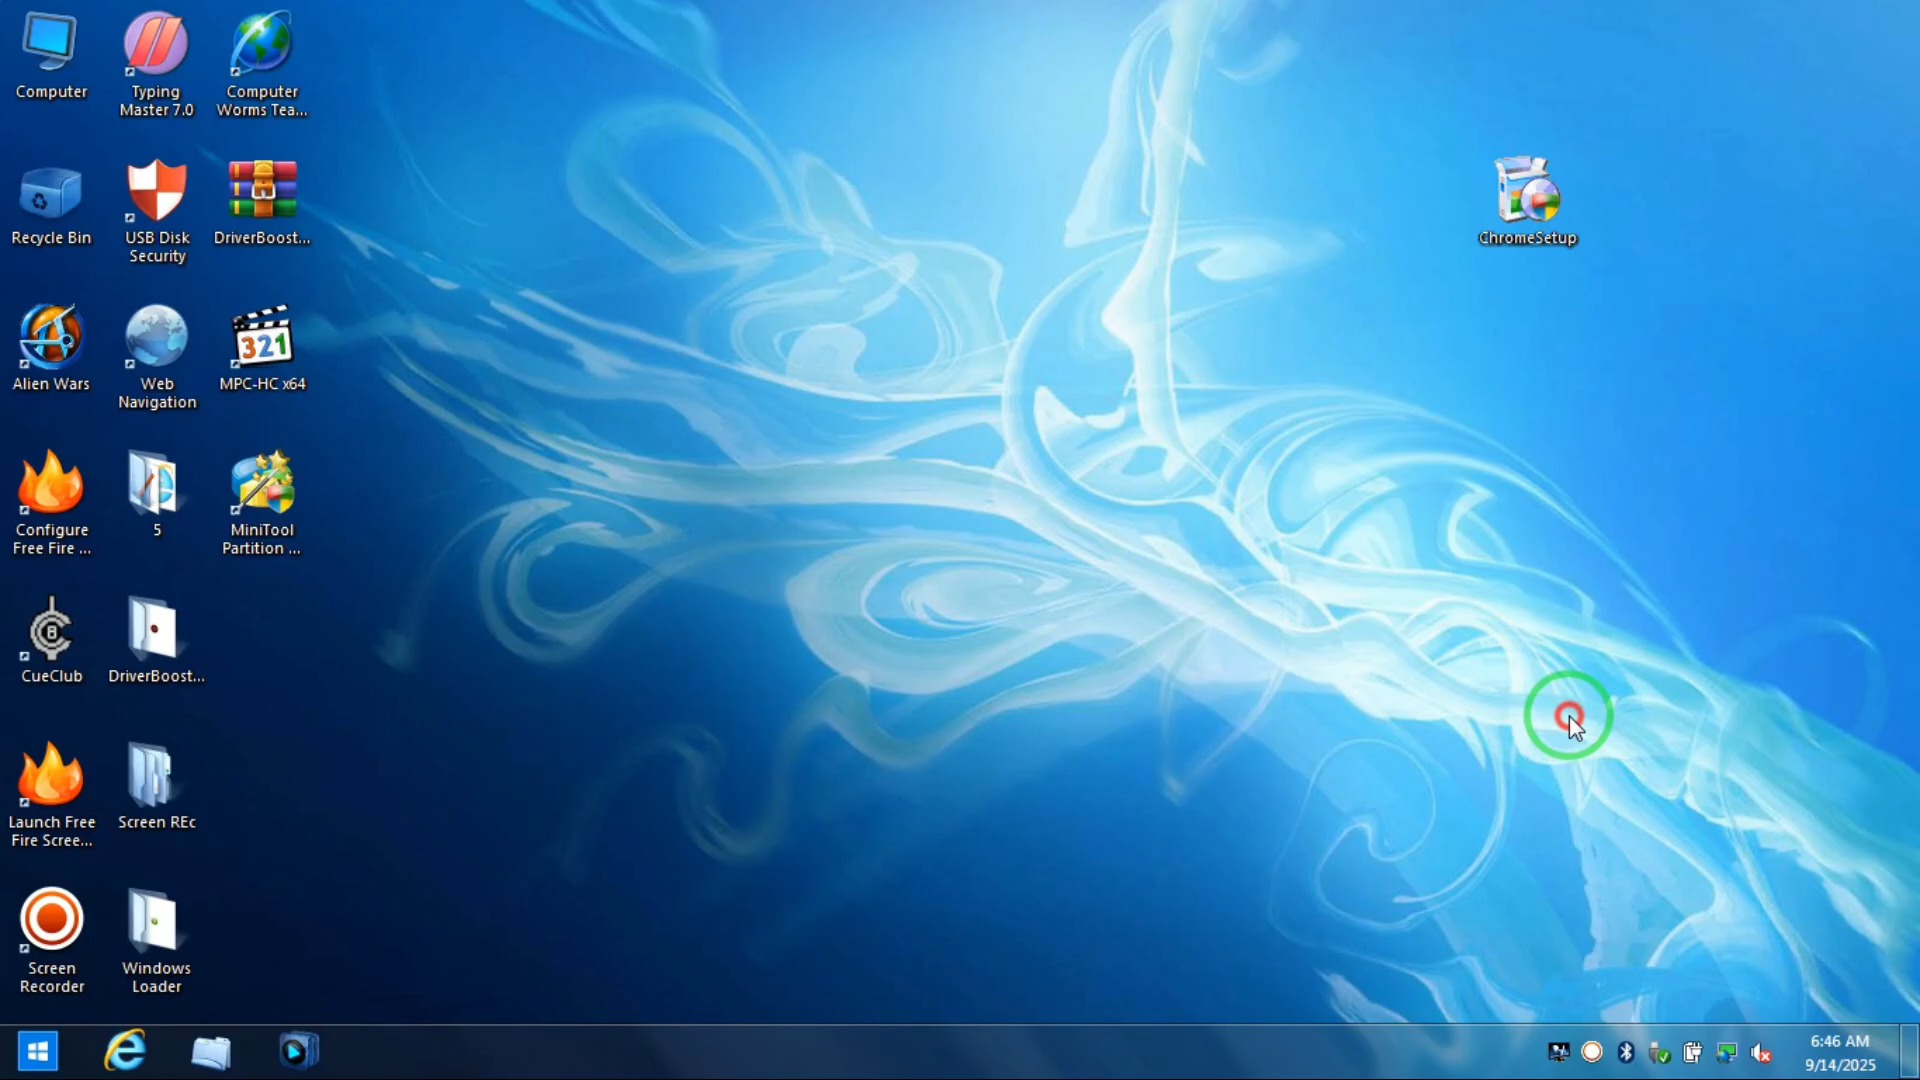 Computer
Typing
Master 7.0
Computer
Worms Tea...
Recycle Bin
USB Disk
Security
DriverBoost...
ChromeSetup
Alien Wars
Web
Navigation
321
MPC-HC x64
Configure
Free Fire ...
5
MiniTool
Partition ...
8
CueClub
DriverBoost...
Launch Free
Fire Scree...
Screen REc
Screen
Recorder
Windows
Loader
6:46 AM
9/14/2025